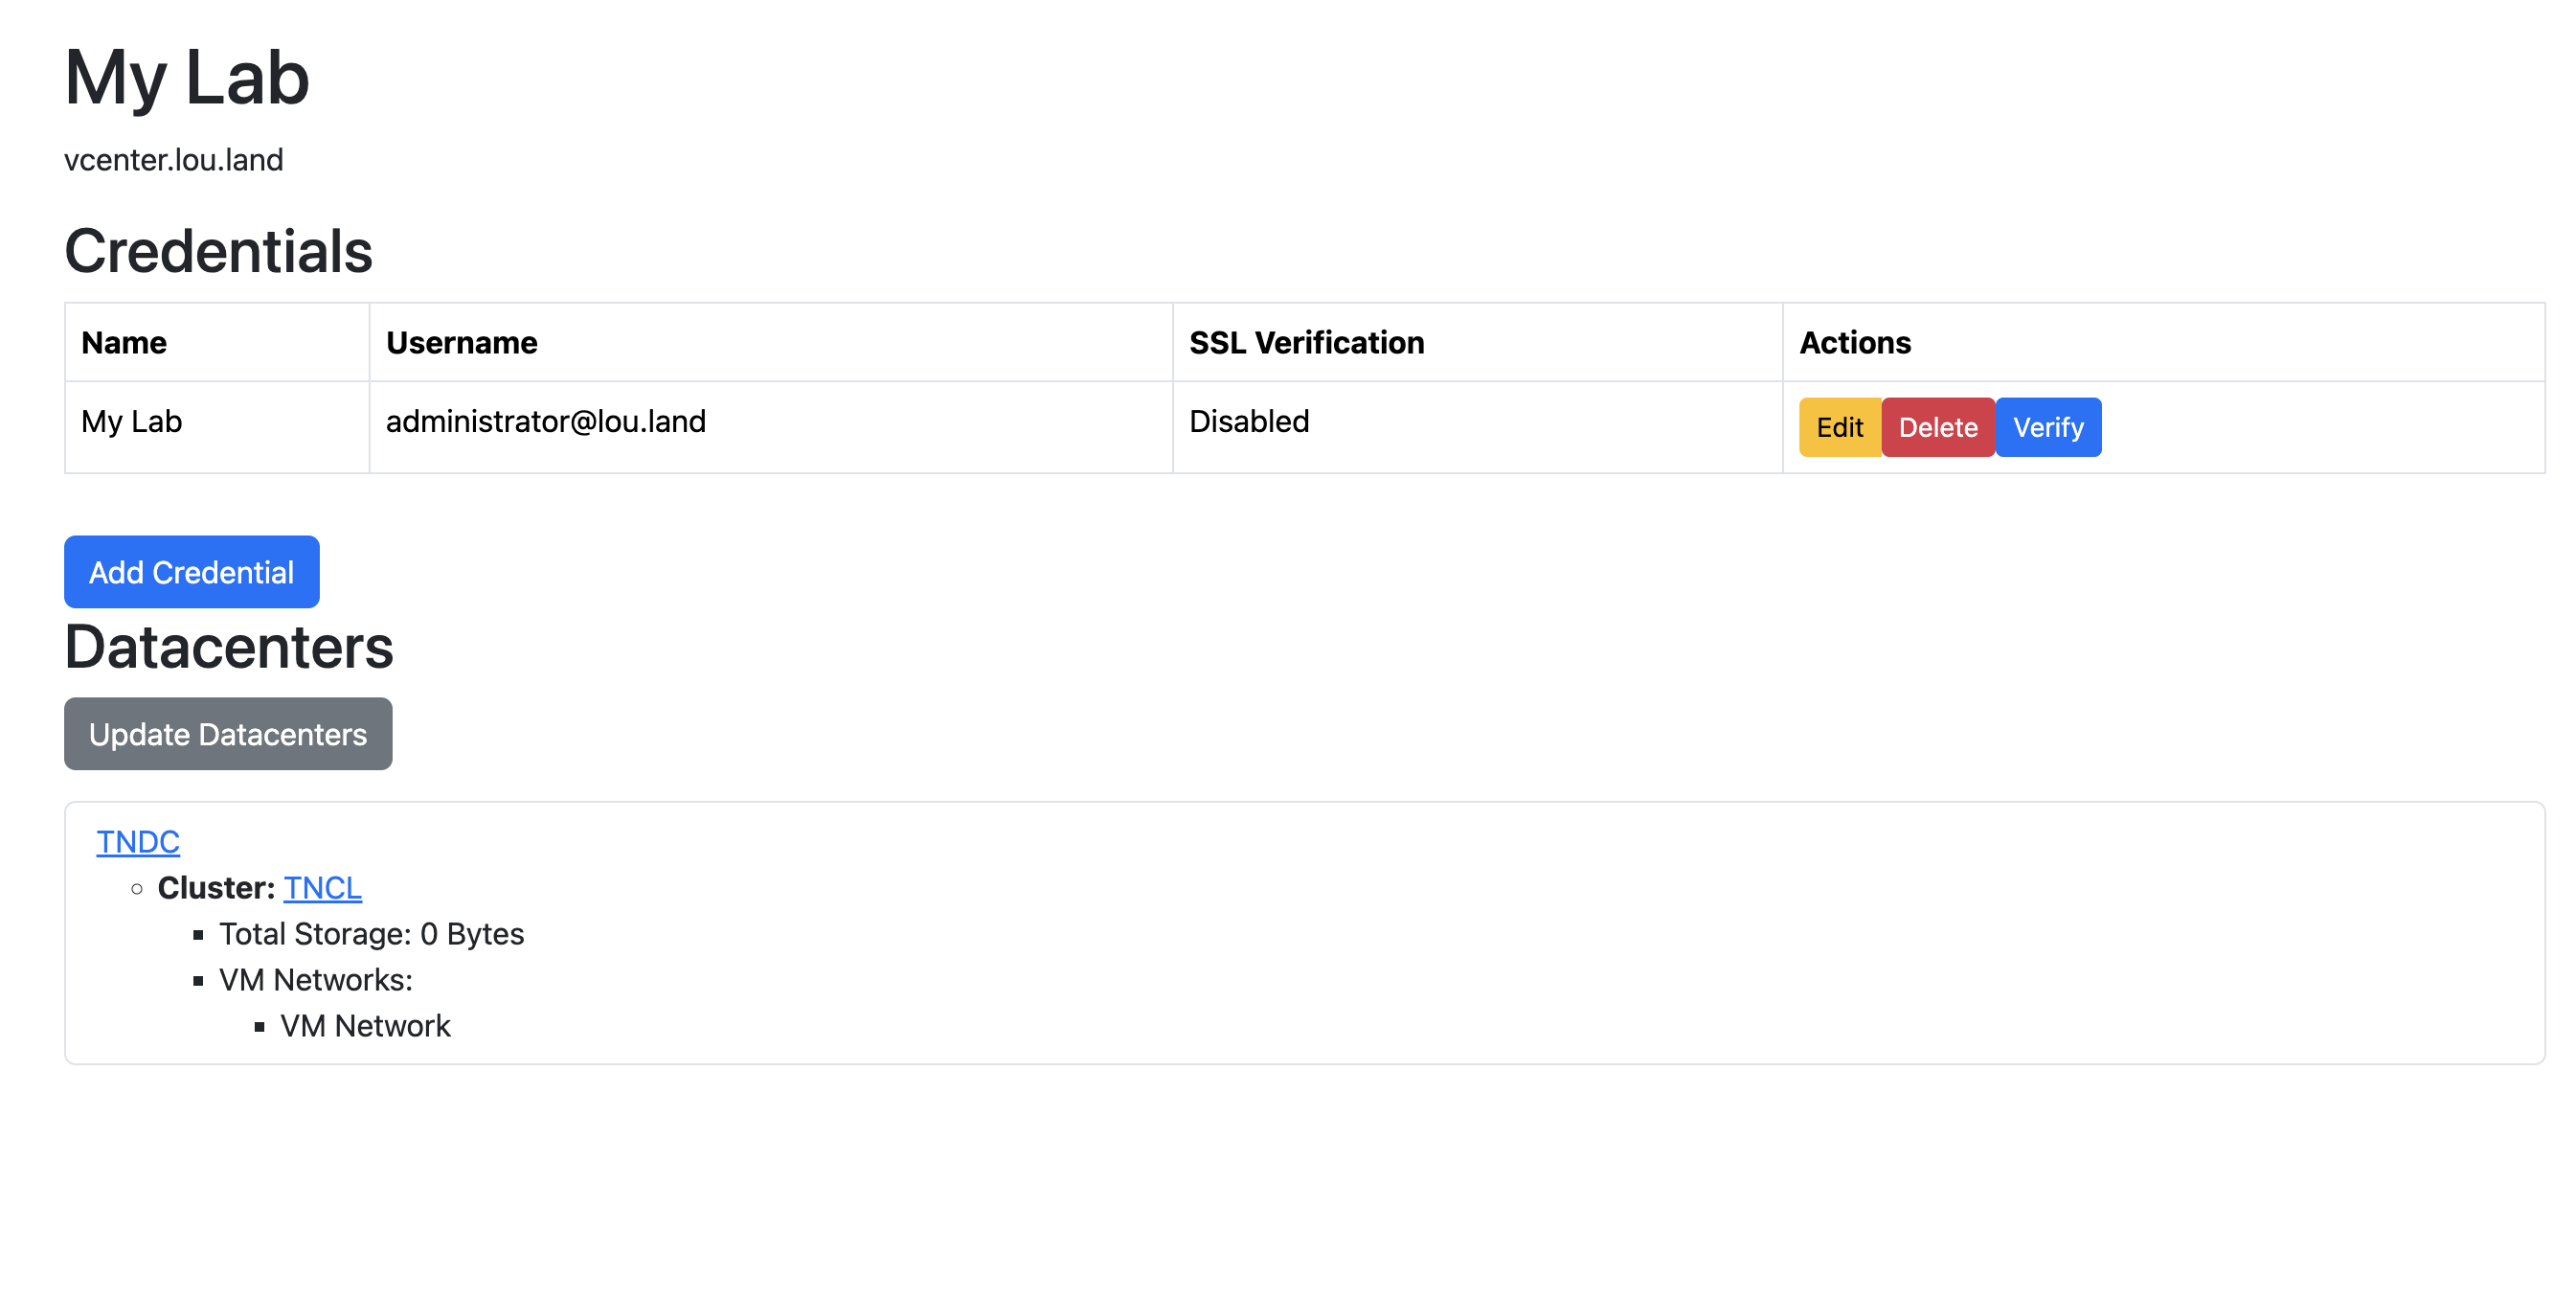 My Lab
vcenter.lou.land
Credentials
Name Username SSL Verification Actions
My Lab administrator@lou.land Disabled Edit Delete Verify
Add Credential
Datacenters
Update Datacenters
TNDC
Cluster: TNCL
Total Storage: 0 Bytes
VM Networks:
VM Network